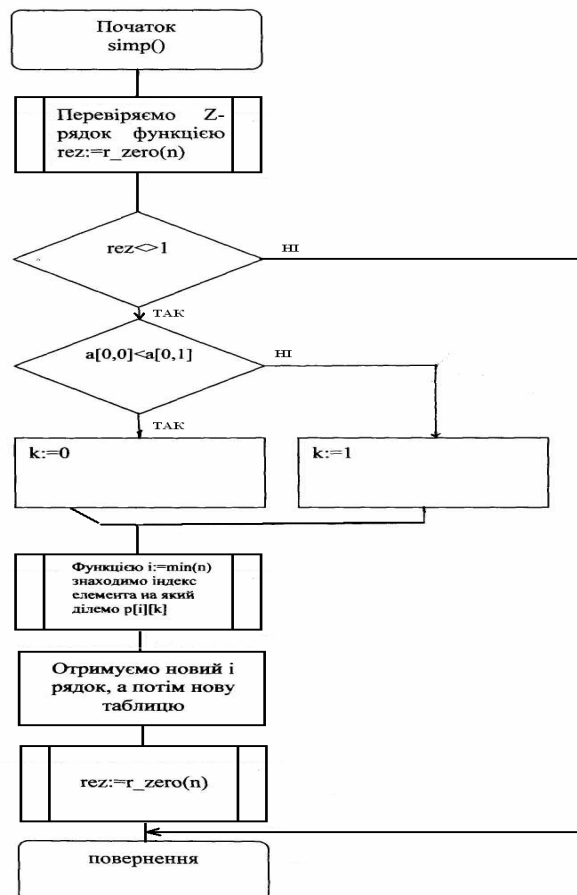 Початок
simp()
Перевіряємо Z-
рядок функцією
rez:=r_zero(n)
rez<>1
НІ
ТАК
a[0,0]<a[0,1]
НІ
ТАК
k:=0
k:=1
Функцією i:=min(n)
знаходимо індекс
елемента на який
ділемо p[i][k]
Отримуємо новий і
рядок, а потім нову
таблицю
rez:=r_zero(n)
повернення